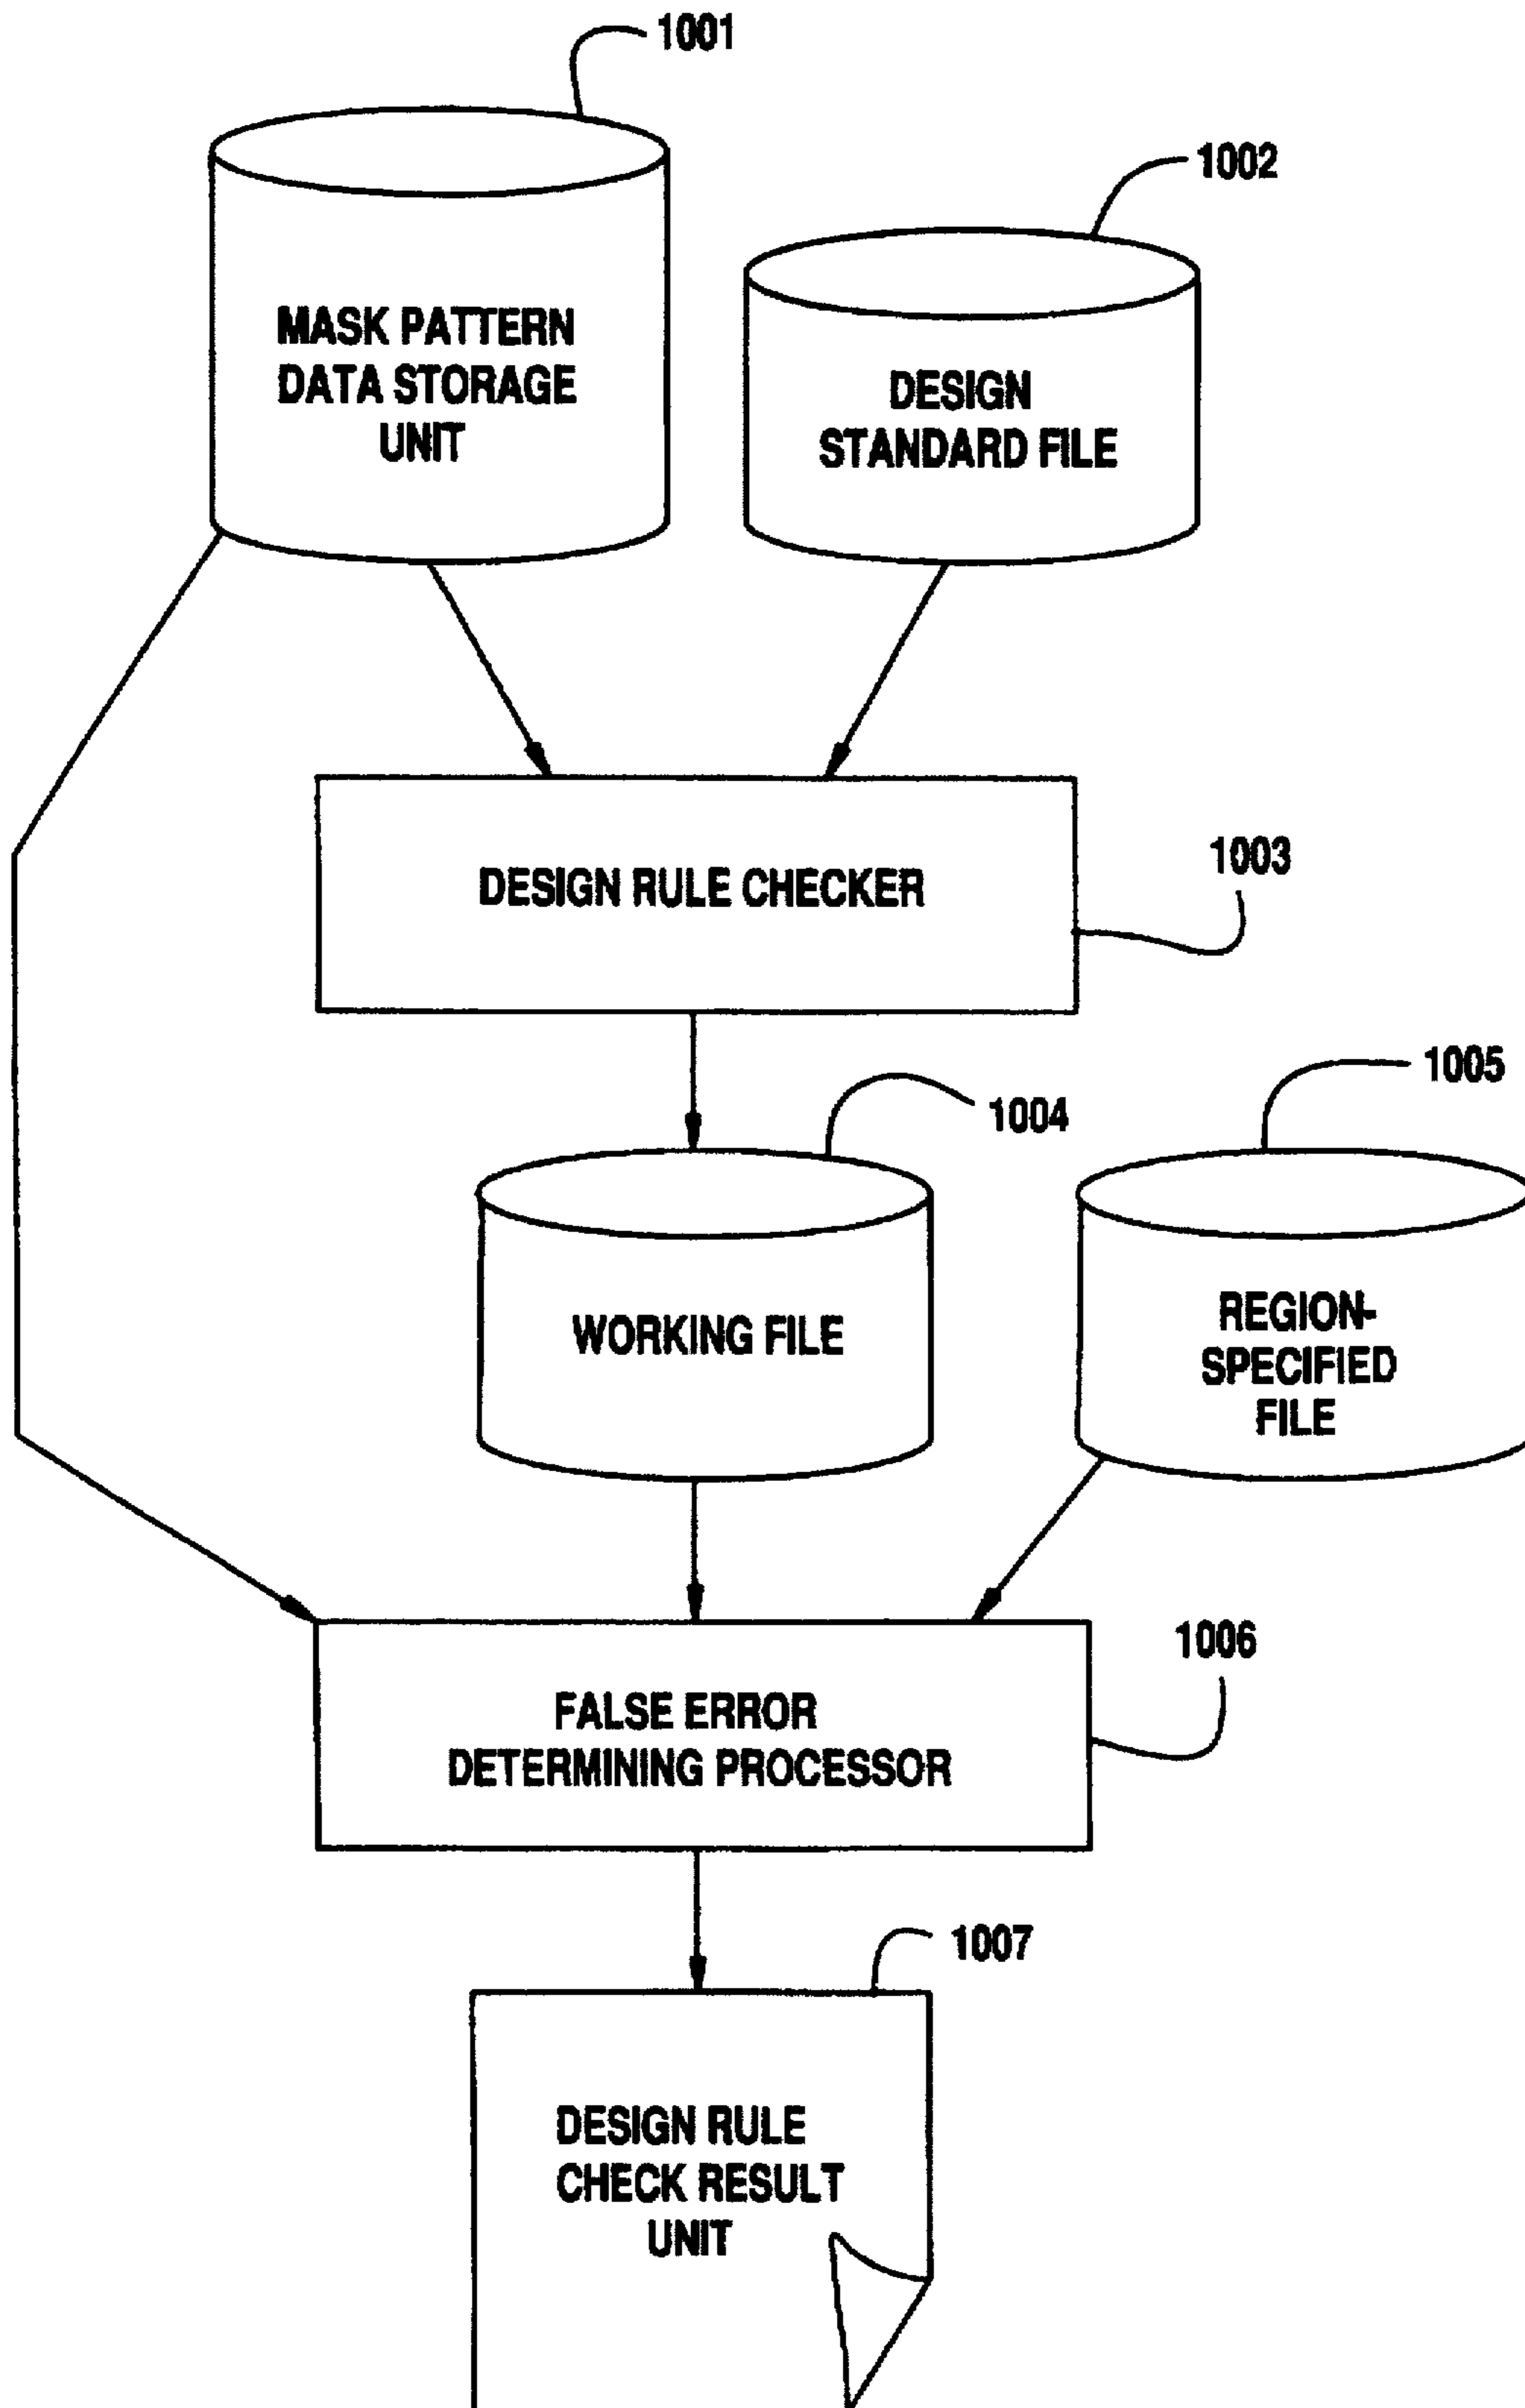 1001
1002
MASK PATTERN
DATA STORAGE
UNIT
DESIGN
STANDARD FILE
1003
DESIGN RULE CHECKER
1005
1004
WORKING FILE
REGION-
SPECIFIED
FILE
1006
FALSE ERROR
DETERMINING PROCESSOR
1007
DESIGN RULE
CHECK RESULT
UNIT